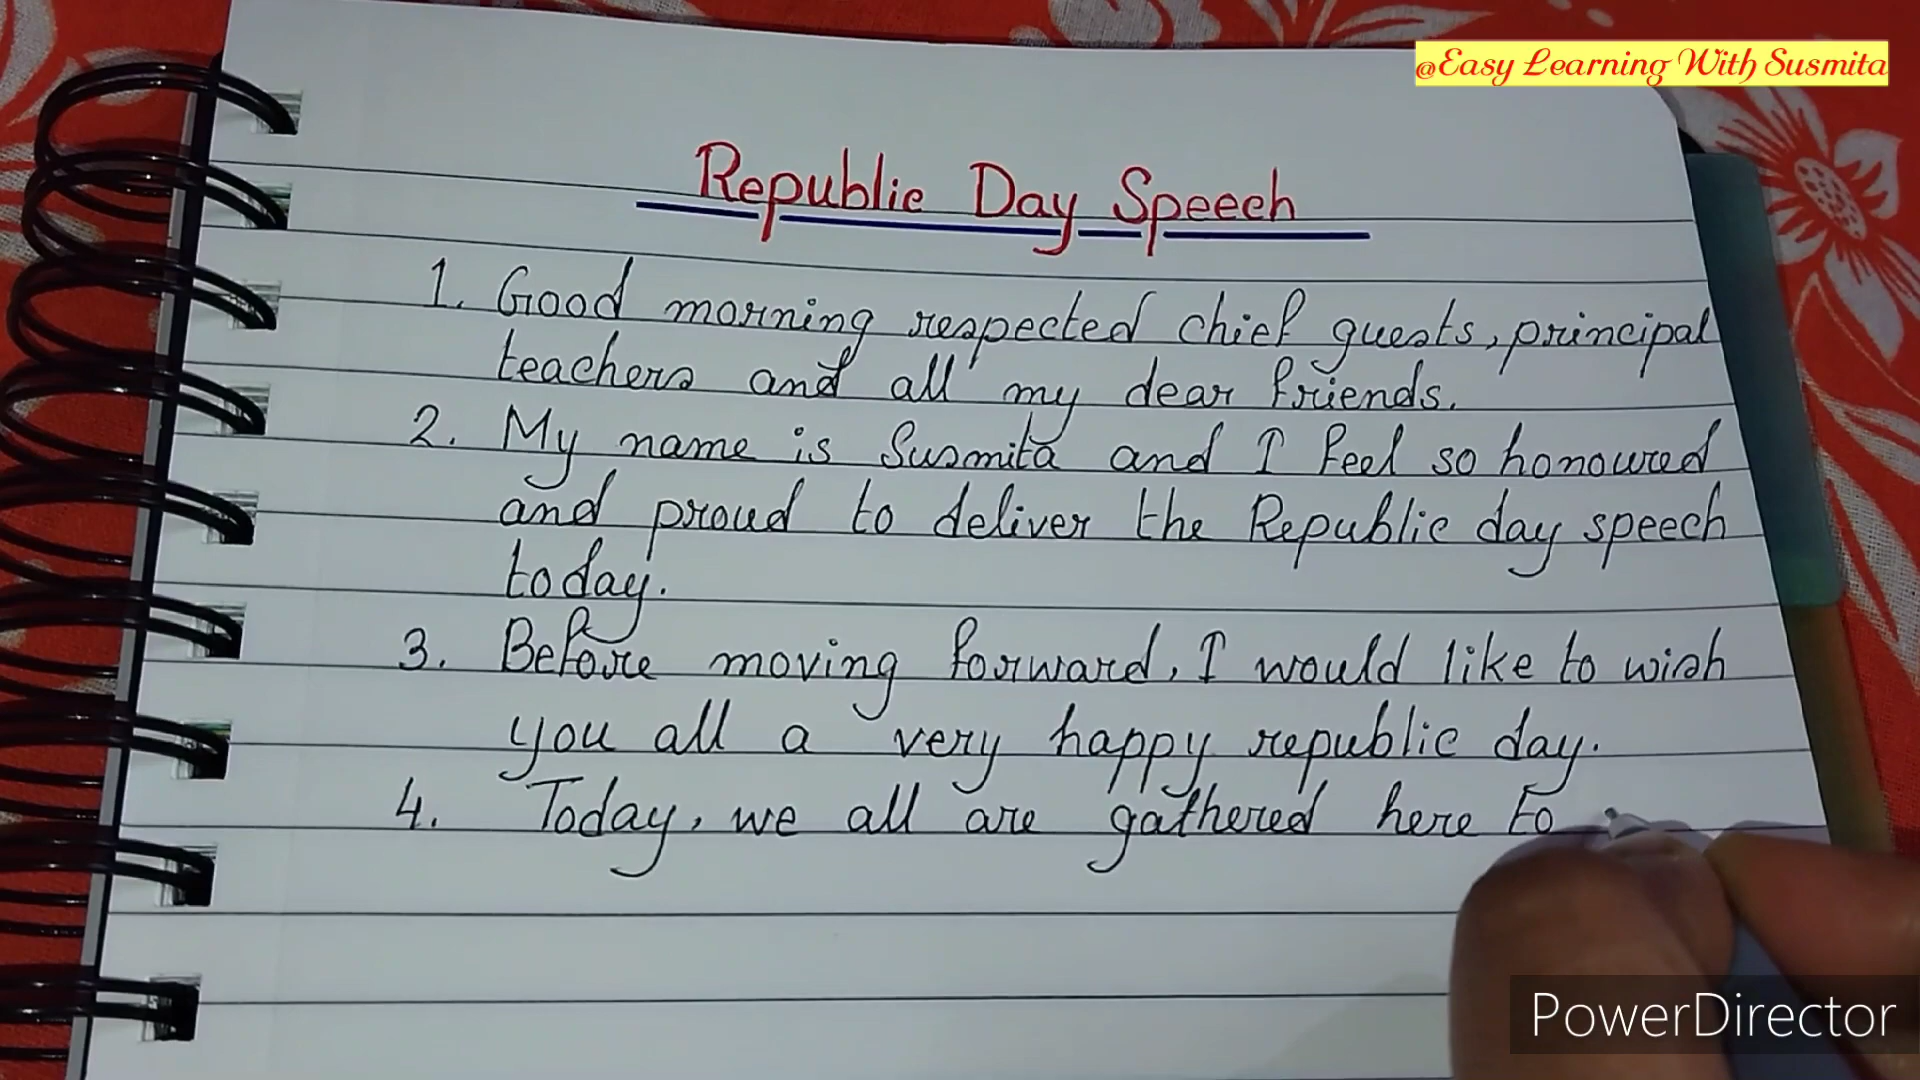 @Easy Learning With Susmita
Republic Day Speech
1. Good morning respected chief guests, principal
teachers and all my dear friends.
2. My name is Susmita and I feel so honoured
and proud to deliver the Republic day speech
today.
3. Before moving forward, I would like to wish
you all a very happy republic day.
4. Today, we all are gathered here to
PowerDirector